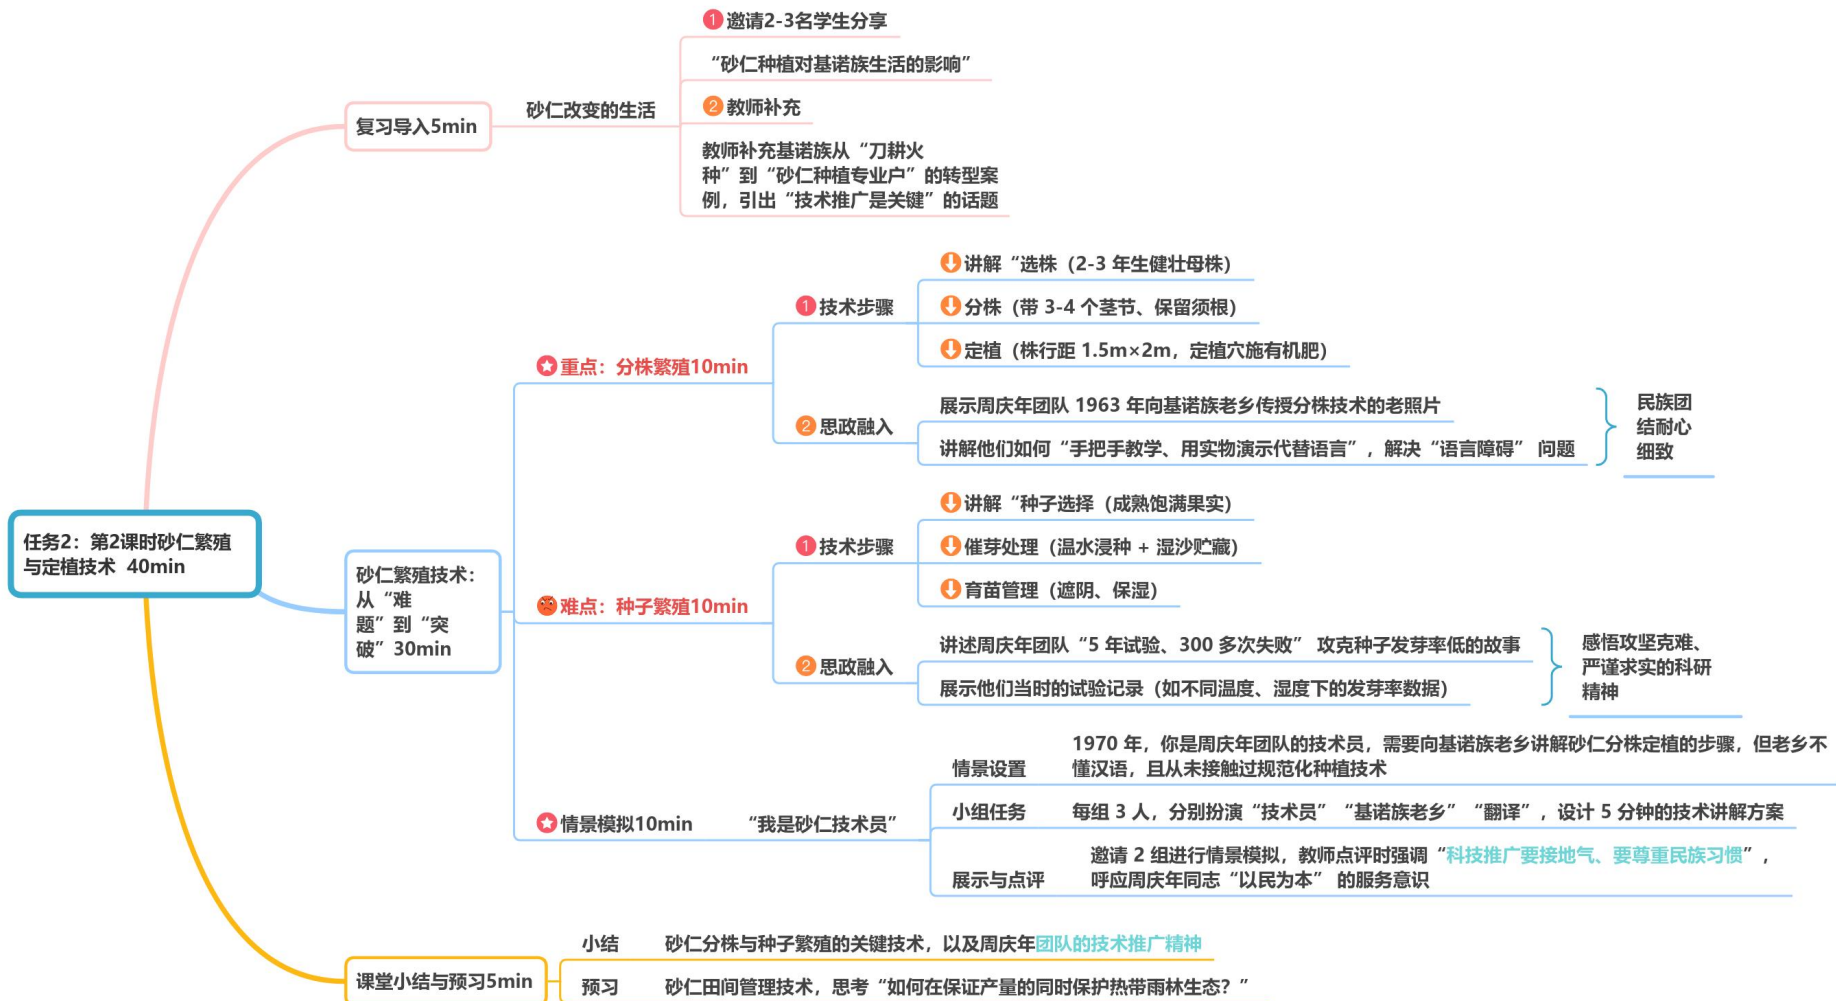 任务2：第2课时砂仁繁殖
与定植技术 40min
复习导入5min
砂仁改变的生活
1 邀请2-3名学生分享
“砂仁种植对基诺族生活的影响”
2 教师补充
教师补充基诺族从“刀耕火
种”到“砂仁种植专业户”的转型案
例，引出“技术推广是关键”的话题
砂仁繁殖技术：
从“难
题”到“突
破”30min
重点：分株繁殖10min
1 技术步骤
讲解“选株（2-3 年生健壮母株）
分株（带 3-4 个茎节、保留须根）
定植（株行距 1.5m×2m，定植穴施有机肥）
2 思政融入
展示周庆年团队 1963 年向基诺族老乡传授分株技术的老照片
讲解他们如何“手把手教学、用实物演示代替语言”，解决“语言障碍” 问题
民族团
结耐心
细致
难点：种子繁殖10min
1 技术步骤
讲解“种子选择（成熟饱满果实）
催芽处理（温水浸种 + 湿沙贮藏）
育苗管理（遮阴、保湿）
2 思政融入
讲述周庆年团队“5 年试验、300 多次失败” 攻克种子发芽率低的故事
展示他们当时的试验记录（如不同温度、湿度下的发芽率数据）
感悟攻坚克难、
严谨求实的科研
精神
情景模拟10min
“我是砂仁技术员”
情景设置
1970 年，你是周庆年团队的技术员，需要向基诺族老乡讲解砂仁分株定植的步骤，但老乡不
懂汉语，且从未接触过规范化种植技术
小组任务
每组 3 人，分别扮演“技术员” “基诺族老乡” “翻译”，设计 5 分钟的技术讲解方案
展示与点评
邀请 2 组进行情景模拟，教师点评时强调“科技推广要接地气、要尊重民族习惯”，
呼应周庆年同志“以民为本” 的服务意识
课堂小结与预习5min
小结
砂仁分株与种子繁殖的关键技术，以及周庆年团队的技术推广精神
预习
砂仁田间管理技术，思考“如何在保证产量的同时保护热带雨林生态？”